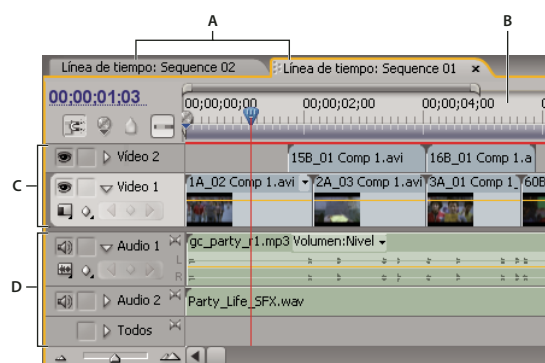 A
B
Línea de tiempo: Sequence 02
Línea de tiempo: Sequence 01 ×
00;00;01;03
00;00;00;00 00;00;02;00 00;00;04;00
C
Vídeo 2
15B_01 Comp 1.avi
16B_01 Comp 1.a
Vídeo 1
1A_02 Comp 1.avi
2A_03 Comp 1.avi
3A_01 Comp 1_
60B
D
Audio 1
L
R
gc_party_r1.mp3 Volumen:Nivel
Audio 2
Party_Life_SFX.wav
Todos